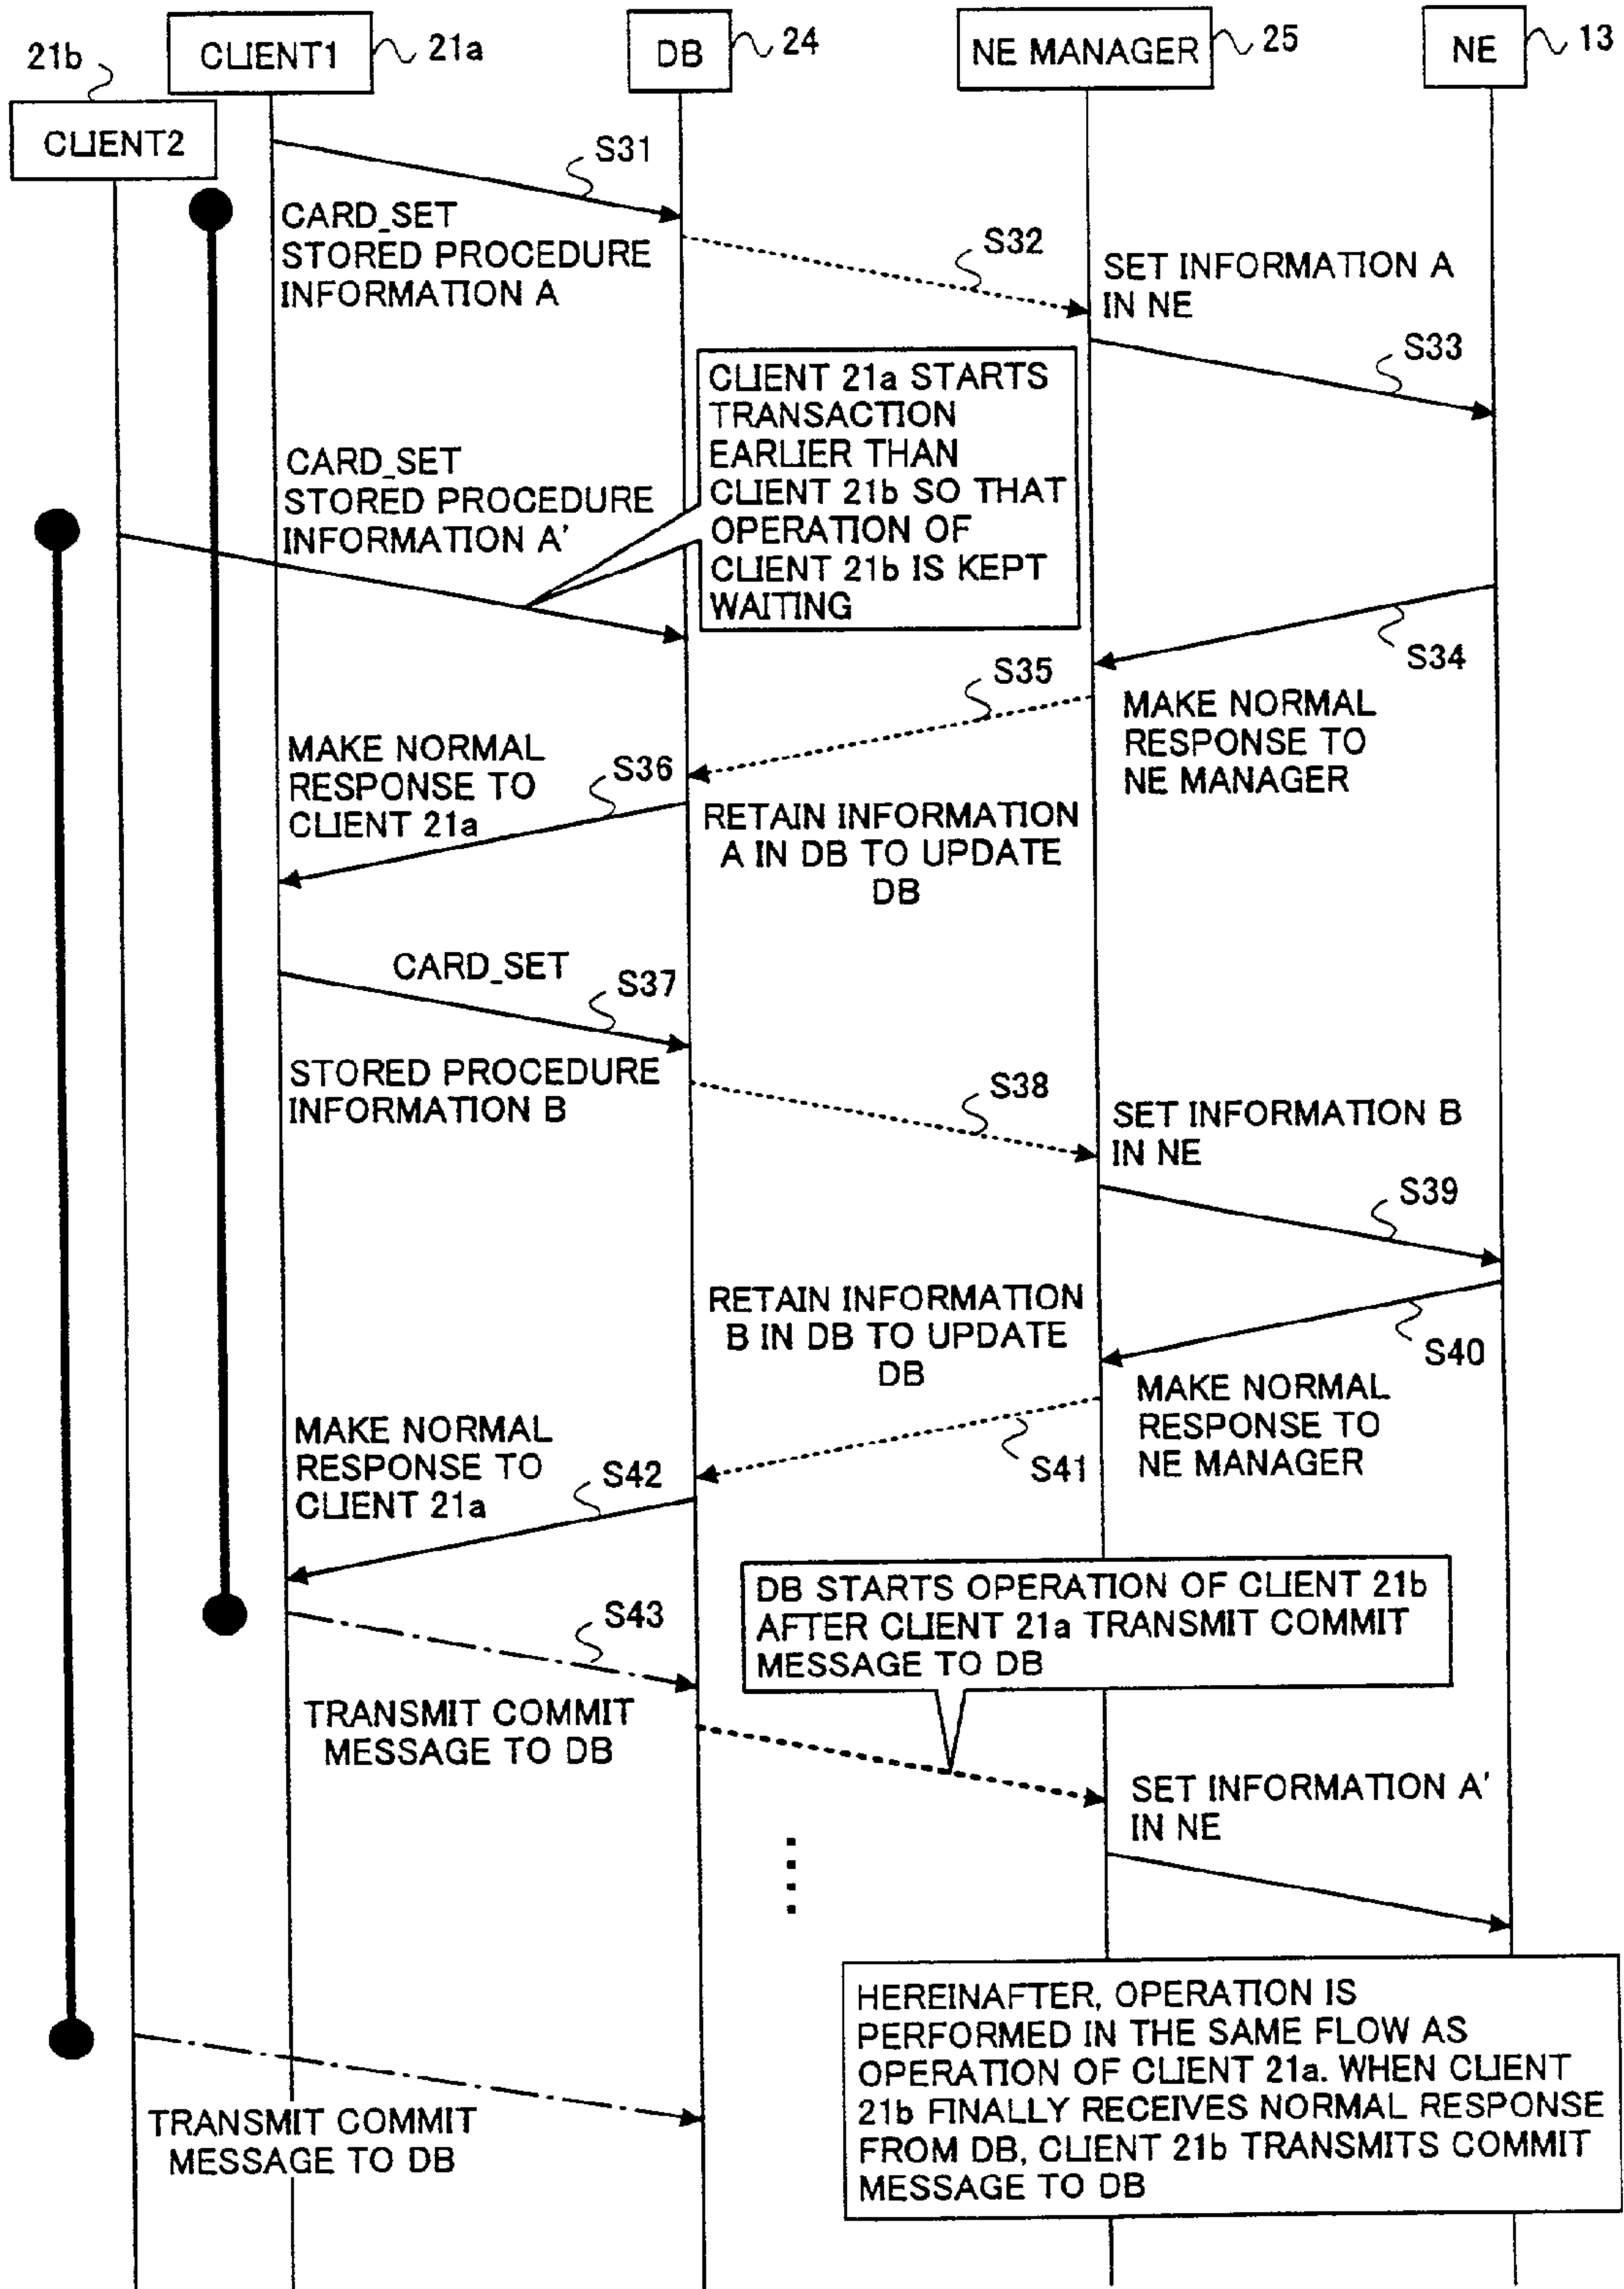 CLIENT1
21a
DB
24
NE MANAGER
25
NE
13
21b
CLIENT2
S31
CARD_SET
STORED PROCEDURE
INFORMATION A
S32
SET INFORMATION A
IN NE
S33
CLIENT 21a STARTS
TRANSACTION
EARLIER THAN
CLIENT 21b SO THAT
OPERATION OF
CLIENT 21b IS KEPT
WAITING
CARD_SET
STORED PROCEDURE
INFORMATION A'
S34
MAKE NORMAL
RESPONSE TO
NE MANAGER
S35
MAKE NORMAL
RESPONSE TO
CLIENT 21a
S36
RETAIN INFORMATION
A IN DB TO UPDATE
DB
CARD_SET
S37
STORED PROCEDURE
INFORMATION B
S38
SET INFORMATION B
IN NE
S39
RETAIN INFORMATION
B IN DB TO UPDATE
DB
S40
MAKE NORMAL
RESPONSE TO
NE MANAGER
S41
MAKE NORMAL
RESPONSE TO
CLIENT 21a
S42
DB STARTS OPERATION OF CLIENT 21b
AFTER CLIENT 21a TRANSMIT COMMIT
MESSAGE TO DB
S43
TRANSMIT COMMIT
MESSAGE TO DB
SET INFORMATION A'
IN NE
HEREINAFTER, OPERATION IS
PERFORMED IN THE SAME FLOW AS
OPERATION OF CLIENT 21a. WHEN CLIENT
21b FINALLY RECEIVES NORMAL RESPONSE
FROM DB, CLIENT 21b TRANSMITS COMMIT
MESSAGE TO DB
TRANSMIT COMMIT
MESSAGE TO DB